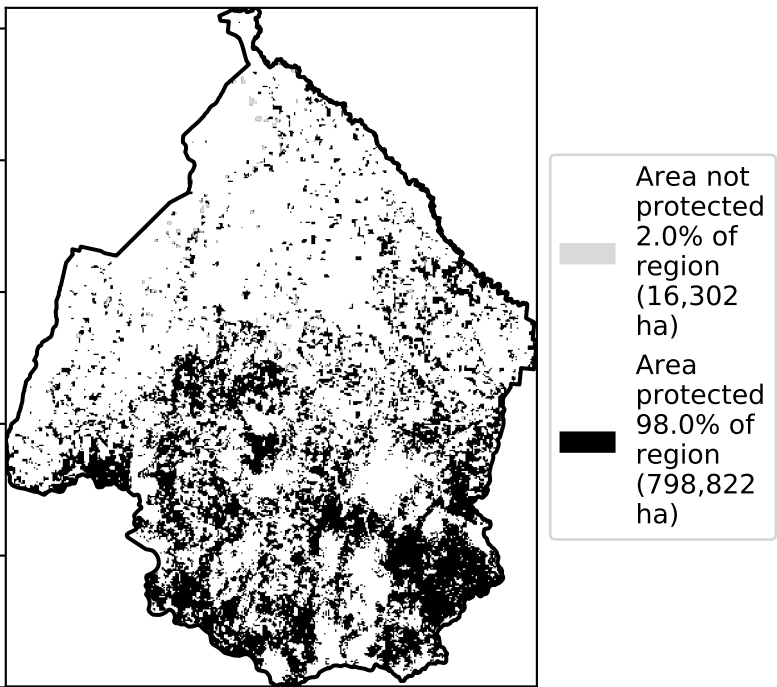 Area not
protected
2.0% of
region
(16,302
ha)
Area
protected
98.0% of
region
(798,822
ha)